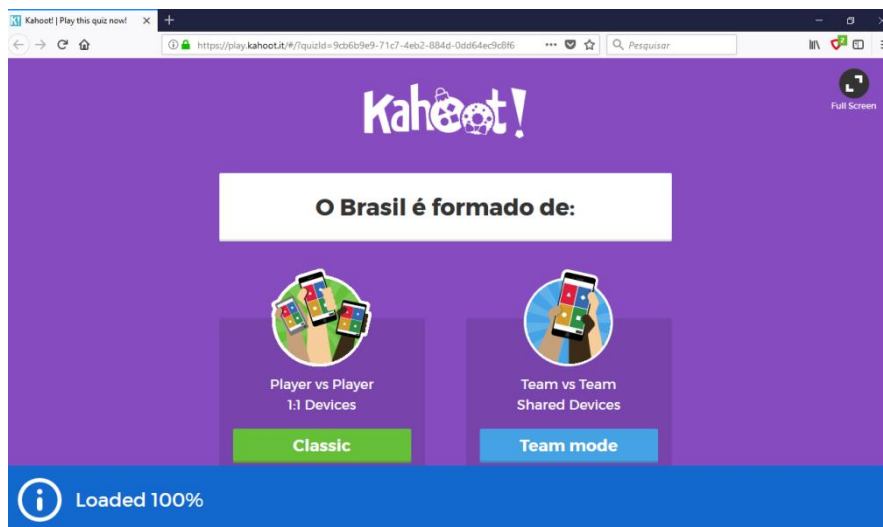 Kahoot! | Play this quiz now!
https://play.kahoot.it/#/?quizId=9cb6b9e9-71c7-4eb2-884d-0dd64ec9c8f6
Pesquisar
2
Kahoot!
Full Screen
O Brasil é formado de:
Player vs Player
1:1 Devices
Classic
Team vs Team
Shared Devices
Team mode
Loaded 100%